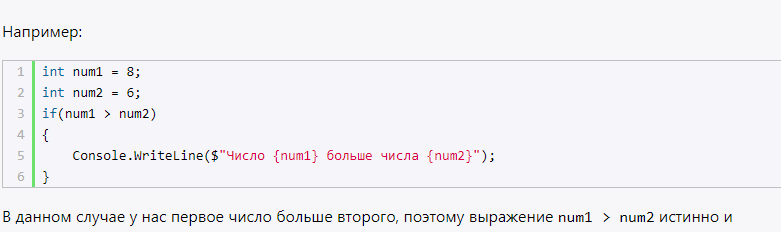 Например:
1 int num1 = 8;
2 int num2 = 6;
3 if(num1 > num2)
4 {
5     Console.WriteLine($"Число {num1} больше числа {num2}");
6 }
В данном случае у нас первое число больше второго, поэтому выражение num1 > num2 истинно и